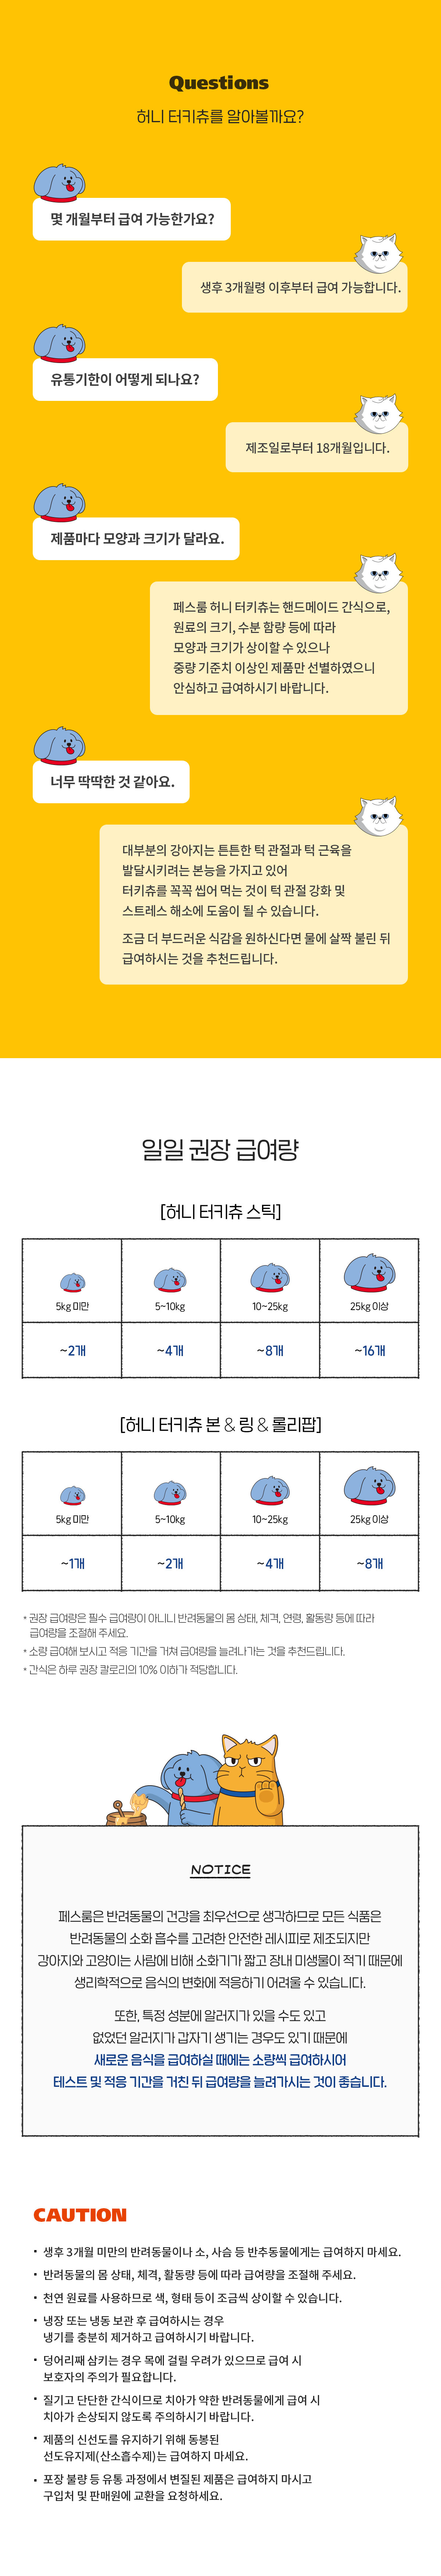 Questions
허니 터키츄를 알아볼까요?
몇 개월부터 급여 가능한가요?
생후 3개월령 이후부터 급여 가능합니다.
유통기한이 어떻게 되나요?
제조일로부터 18개월입니다.
제품마다 모양과 크기가 달라요.
페스룸 허니 터키츄는 핸드메이드 간식으로,
원료의 크기, 수분 함량 등에 따라
모양과 크기가 상이할 수 있으나
중량 기준치 이상인 제품만 선별하였으니
안심하고 급여하시기 바랍니다.
너무 딱딱한 것 같아요.
대부분의 강아지는 튼튼한 턱 관절과 턱 근육을
발달시키려는 본능을 가지고 있어
터키츄를 꼭꼭 씹어 먹는 것이 턱 관절 강화 및
스트레스 해소에 도움이 될 수 있습니다.
조금 더 부드러운 식감을 원하신다면 물에 살짝 불린 뒤
급여하시는 것을 추천드립니다.
일일 권장 급여량
[허니 터키츄 스틱]
5kg 미만 5~10kg 10~25kg 25kg 이상
~2개 ~4개 ~8개 ~16개
[허니 터키츄 본 & 링 & 롤리팝]
5kg 미만 5~10kg 10~25kg 25kg 이상
~1개 ~2개 ~4개 ~8개
* 권장 급여량은 필수 급여량이 아니니 반려동물의 몸 상태, 체격, 연령, 활동량 등에 따라
급여량을 조절해 주세요.
* 소량 급여해 보시고 적응 기간을 거쳐 급여량을 늘려나가는 것을 추천드립니다.
* 간식은 하루 권장 칼로리의 10% 이하가 적당합니다.
NOTICE
페스룸은 반려동물의 건강을 최우선으로 생각하므로 모든 식품은
반려동물의 소화 흡수를 고려한 안전한 레시피로 제조되지만
강아지와 고양이는 사람에 비해 소화기가 짧고 장내 미생물이 적기 때문에
생리학적으로 음식의 변화에 적응하기 어려울 수 있습니다.
또한, 특정 성분에 알러지가 있을 수도 있고
없었던 알러지가 갑자기 생기는 경우도 있기 때문에
새로운 음식을 급여하실 때에는 소량씩 급여하시어
테스트 및 적응 기간을 거친 뒤 급여량을 늘려가시는 것이 좋습니다.
CAUTION
• 생후 3개월 미만의 반려동물이나 소, 사슴 등 반추동물에게는 급여하지 마세요.
• 반려동물의 몸 상태, 체격, 활동량 등에 따라 급여량을 조절해 주세요.
• 천연 원료를 사용하므로 색, 형태 등이 조금씩 상이할 수 있습니다.
• 냉장 또는 냉동 보관 후 급여하시는 경우
냉기를 충분히 제거하고 급여하시기 바랍니다.
• 덩어리째 삼키는 경우 목에 걸릴 우려가 있으므로 급여 시
보호자의 주의가 필요합니다.
• 질기고 단단한 간식이므로 치아가 약한 반려동물에게 급여 시
치아가 손상되지 않도록 주의하시기 바랍니다.
• 제품의 신선도를 유지하기 위해 동봉된
선도유지제(산소흡수제)는 급여하지 마세요.
• 포장 불량 등 유통 과정에서 변질된 제품은 급여하지 마시고
구입처 및 판매원에 교환을 요청하세요.